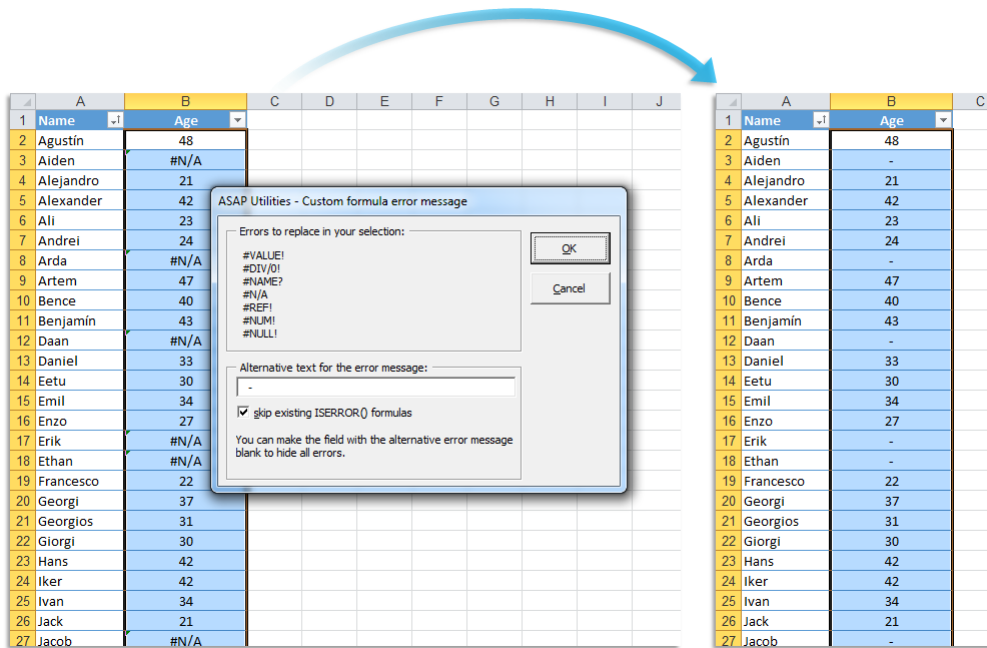 A B C D E F G H I J
1 Name Age
2 Agustín 48
3 Aiden #N/A
4 Alejandro 21
5 Alexander 42
6 Ali 23
7 Andrei 24
8 Arda #N/A
9 Artem 47
10 Bence 40
11 Benjamín 43
12 Daan #N/A
13 Daniel 33
14 Eetu 30
15 Emil 34
16 Enzo 27
17 Erik #N/A
18 Ethan #N/A
19 Francesco 22
20 Georgi 37
21 Georgios 31
22 Giorgi 30
23 Hans 42
24 Iker 42
25 Ivan 34
26 Jack 21
27 Jacob #N/A
ASAP Utilities - Custom formula error message
Errors to replace in your selection:
#VALUE!
#DIV/0!
#NAME?
#N/A
#REF!
#NUM!
#NULL!
OK
Cancel
Alternative text for the error message:
-
skip existing ISERROR() formulas
You can make the field with the alternative error message
blank to hide all errors.
A B C
1 Name Age
2 Agustín 48
3 Aiden -
4 Alejandro 21
5 Alexander 42
6 Ali 23
7 Andrei 24
8 Arda -
9 Artem 47
10 Bence 40
11 Benjamín 43
12 Daan -
13 Daniel 33
14 Eetu 30
15 Emil 34
16 Enzo 27
17 Erik -
18 Ethan -
19 Francesco 22
20 Georgi 37
21 Georgios 31
22 Giorgi 30
23 Hans 42
24 Iker 42
25 Ivan 34
26 Jack 21
27 Jacob -